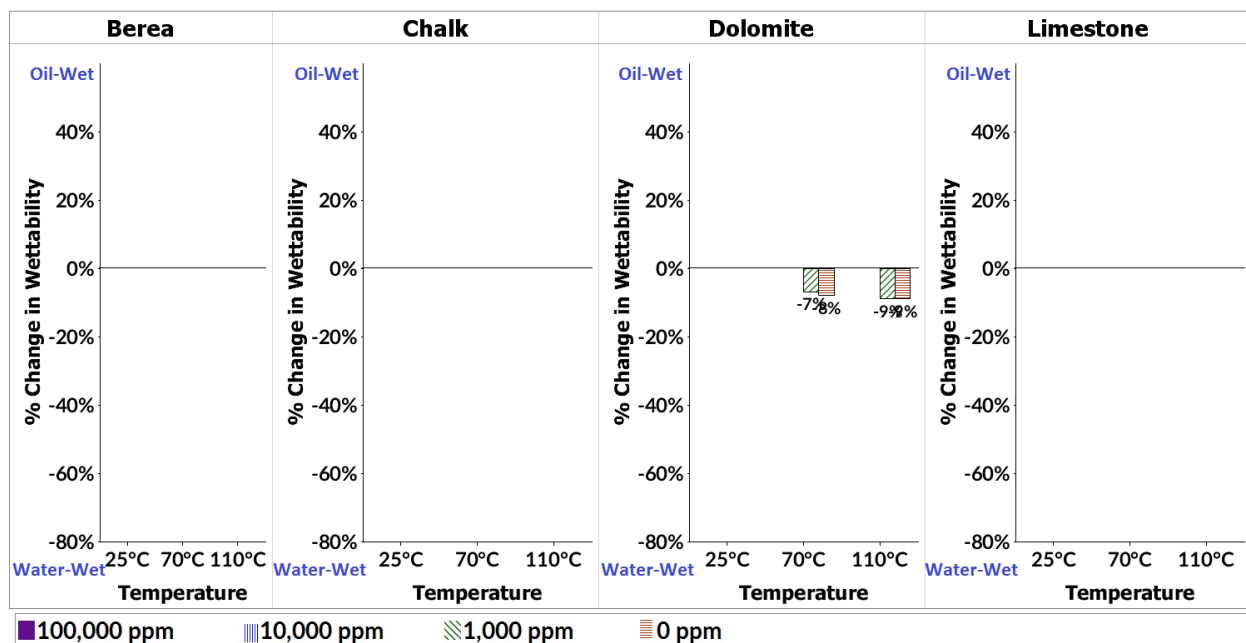 Berea Chalk Dolomite Limestone
Oil-Wet Oil-Wet Oil-Wet Oil-Wet
40% 40% 40% 40%
20% 20% 20% 20%
0% 0% 0% 0%
-7% -8% -9% -9%
-20% -20% -20% -20%
-40% -40% -40% -40%
-60% -60% -60% -60%
-80% -80% -80% -80%
% Change in Wettability % Change in Wettability % Change in Wettability % Change in Wettability
25°C 70°C 110°C 25°C 70°C 110°C 25°C 70°C 110°C 25°C 70°C 110°C
Water-Wet Water-Wet Water-Wet Water-Wet
Temperature Temperature Temperature Temperature
100,000 ppm 10,000 ppm 1,000 ppm 0 ppm